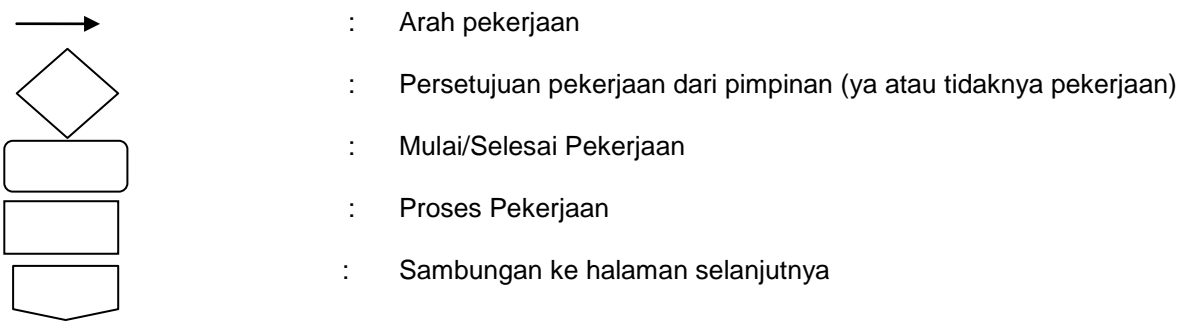 : Arah pekerjaan
: Persetujuan pekerjaan dari pimpinan (ya atau tidaknya pekerjaan)
: Mulai/Selesai Pekerjaan
: Proses Pekerjaan
: Sambungan ke halaman selanjutnya